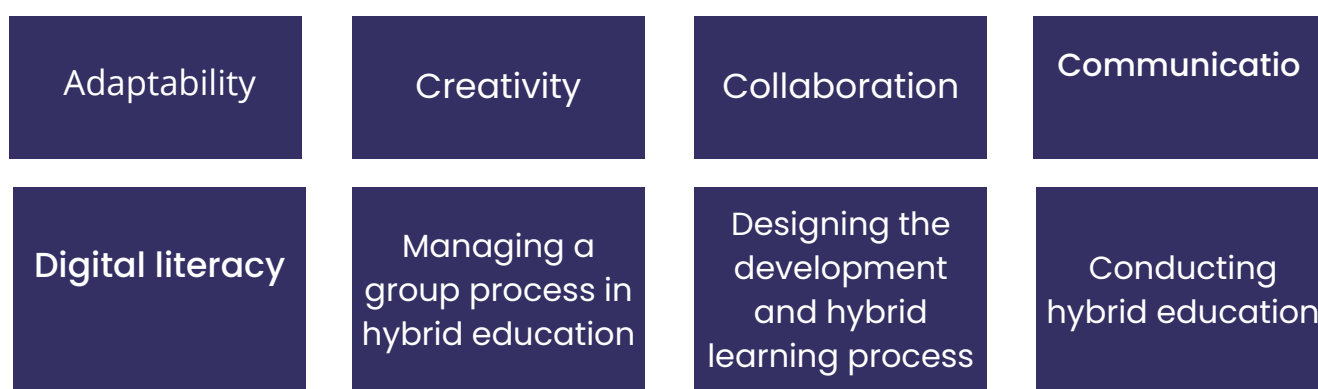 Adaptability
Creativity
Collaboration
Communicatio
Digital literacy
Managing a
group process in
hybrid education
Designing the
development
and hybrid
learning process
Conducting
hybrid education